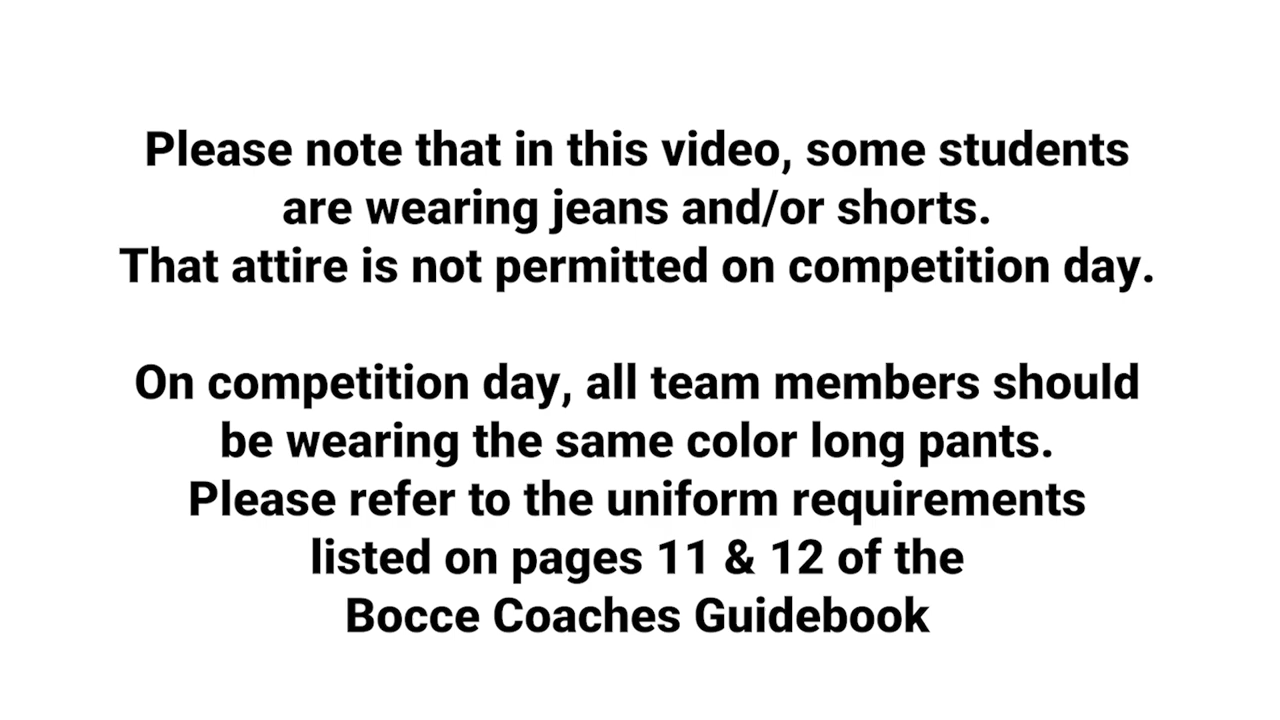 Please note that in this video, some students
are wearing jeans and/or shorts.
That attire is not permitted on competition day.
On competition day, all team members should
be wearing the same color long pants.
Please refer to the uniform requirements
listed on pages 11 & 12 of the
Bocce Coaches Guidebook